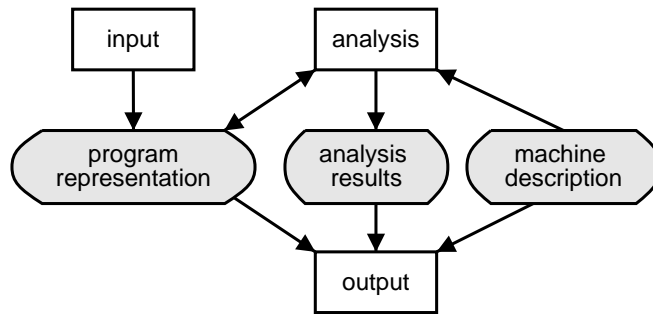 input
analysis
program
representation
analysis
results
machine
description
output